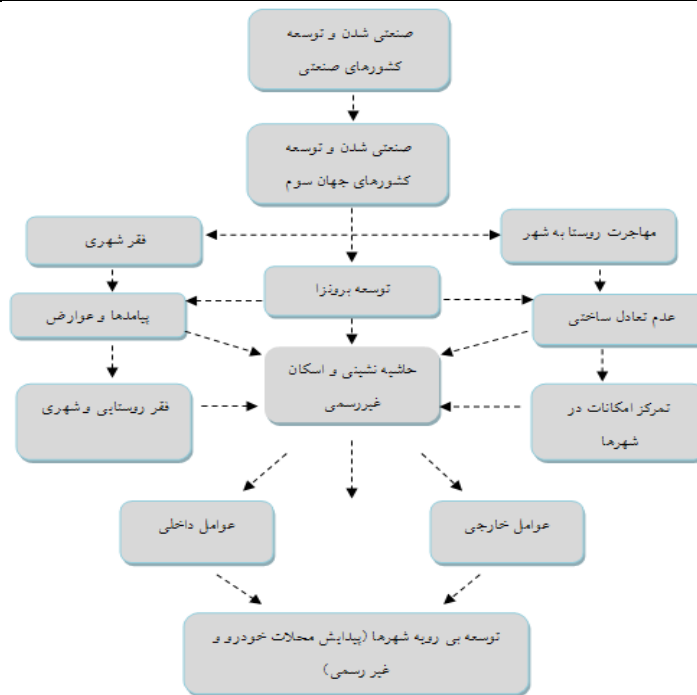 صنعتی شدن و توسعه
کشورهای صنعتی
صنعتی شدن و توسعه
کشورهای جهان سوم
مهاجرت روستا به شهر
فقر شهری
توسعه برونزا
عدم تعادل ساختی
پیامدها و عوارض
حاشیه نشینی و اسکان
غیررسمی
تمرکز امکانات در
شهرها
فقر روستایی و شهری
عوامل خارجی
عوامل داخلی
توسعه بی رویه شهرها (پیدایش محلات خودرو و
غیر رسمی)